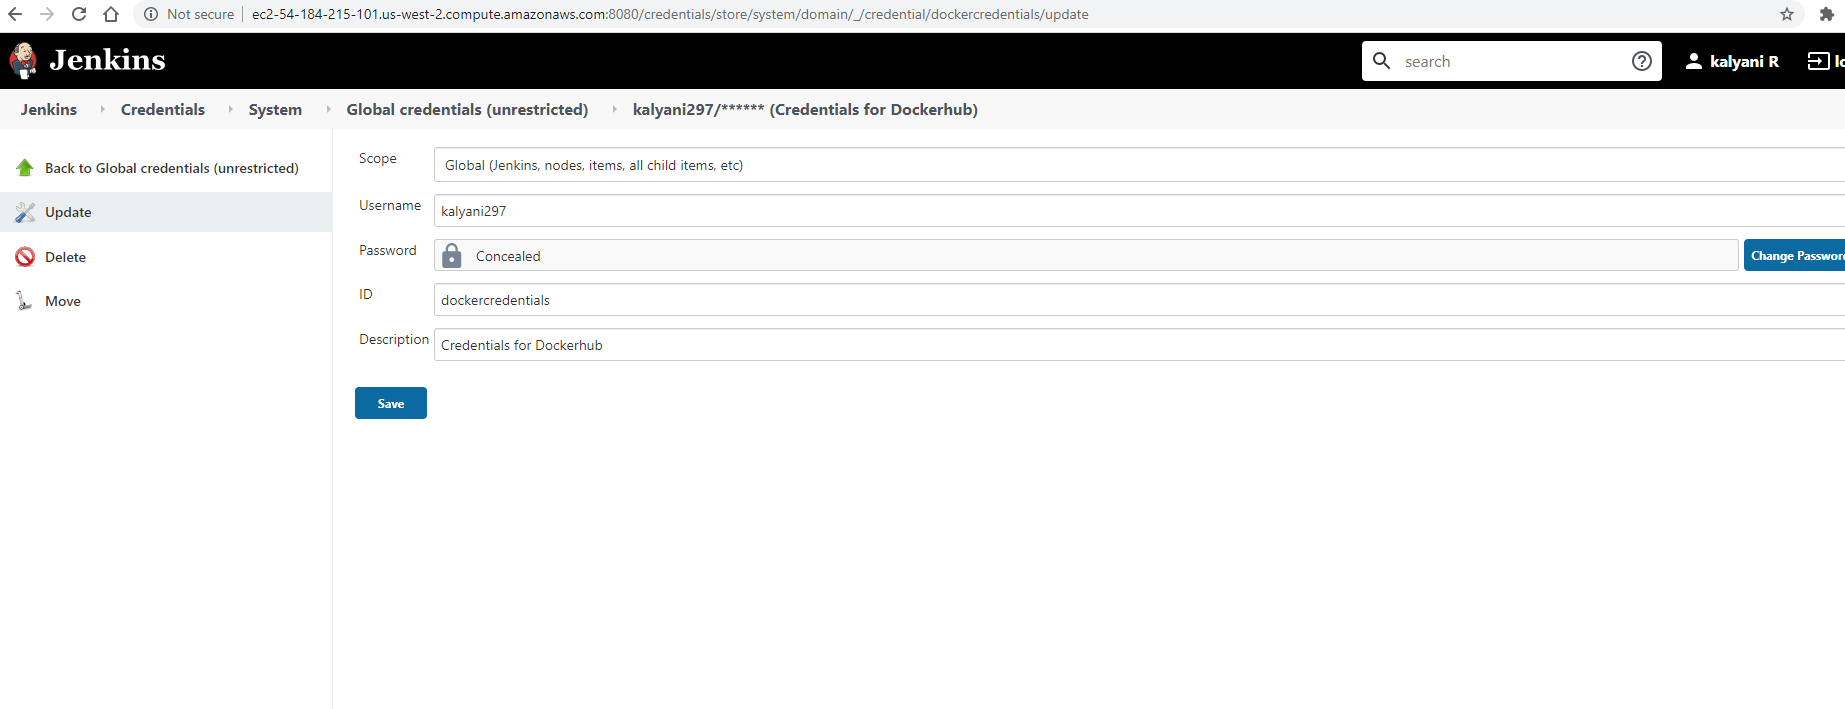 Not secure ec2-54-184-215-101.us-west-2.compute.amazonaws.com:8080/credentials/store/system/domain/_/credential/dockercredentials/update
Jenkins search kalyani R
Jenkins Credentials System Global credentials (unrestricted) kalyani297/****** (Credentials for Dockerhub)
Back to Global credentials (unrestricted)
Update
Delete
Move
Scope Global (Jenkins, nodes, items, all child items, etc)
Username kalyani297
Password Concealed Change Password
ID dockercredentials
Description Credentials for Dockerhub
Save